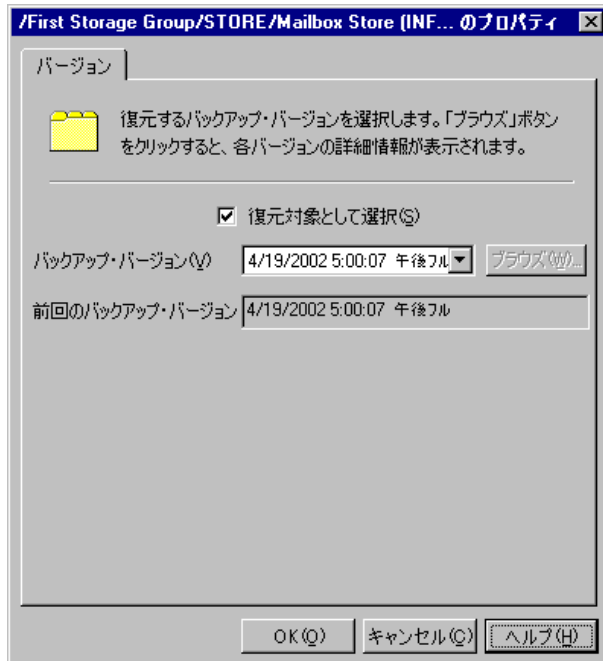 /First Storage Group/STORE/Mailbox Store (INF... のプロパティ
バージョン
復元するバックアップ・バージョンを選択します。「ブラウズ」ボタン
をクリックすると、各バージョンの詳細情報が表示されます。
復元対象として選択(S)
バックアップ・バージョン(V) 4/19/2002 5:00:07 午後フル ブラウズ(W)...
前回のバックアップ・バージョン 4/19/2002 5:00:07 午後フル
OK(O) キャンセル(C) ヘルプ(H)